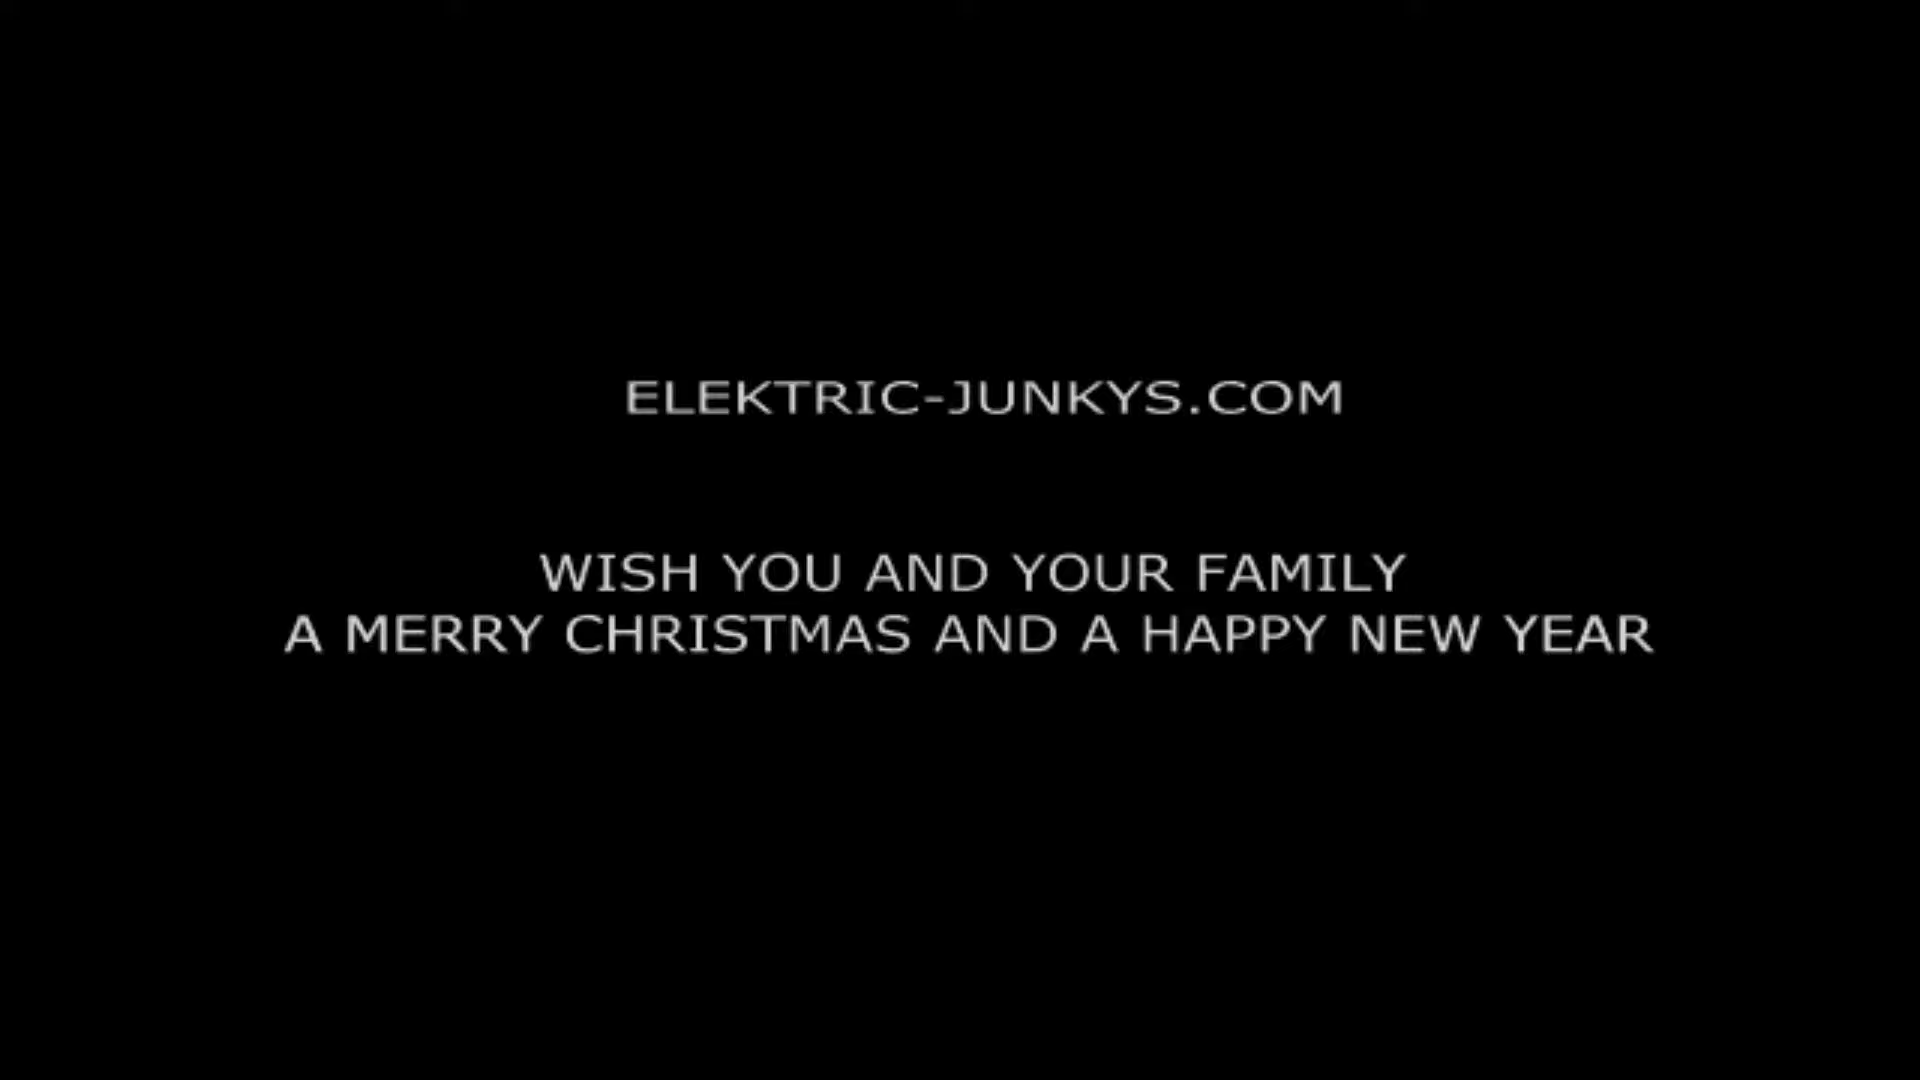 ELEKTRIC-JUNKYS.COM
WISH YOU AND YOUR FAMILY
A MERRY CHRISTMAS AND A HAPPY NEW YEAR